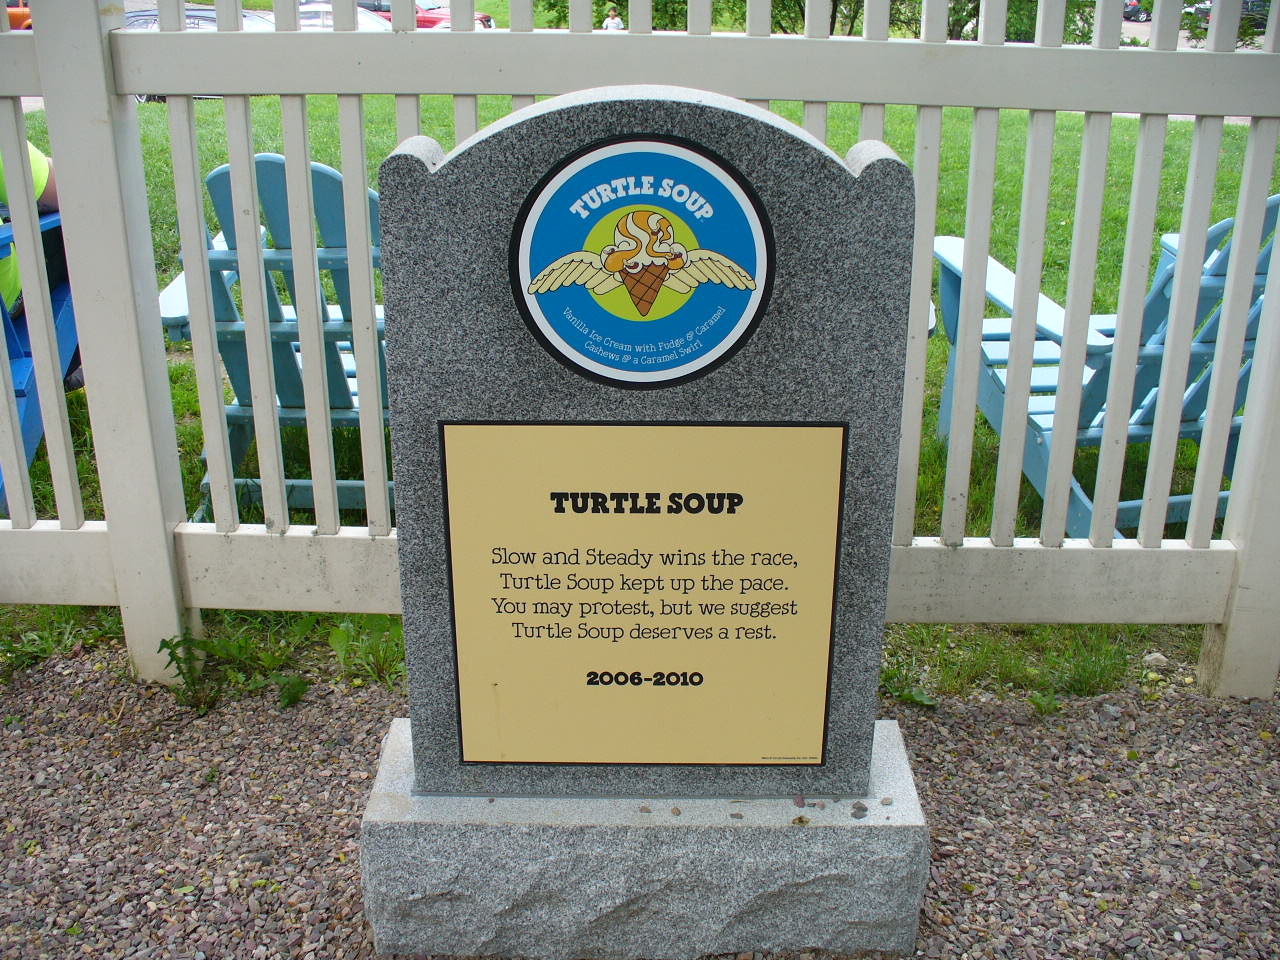 TURTLE SOUP
Vanilla Ice Cream with Fudge & Caramel
Cashews & a Caramel Swirl
TURTLE SOUP
Slow and Steady wins the race,
Turtle Soup kept up the pace.
You may protest, but we suggest
Turtle Soup deserves a rest.
2006-2010